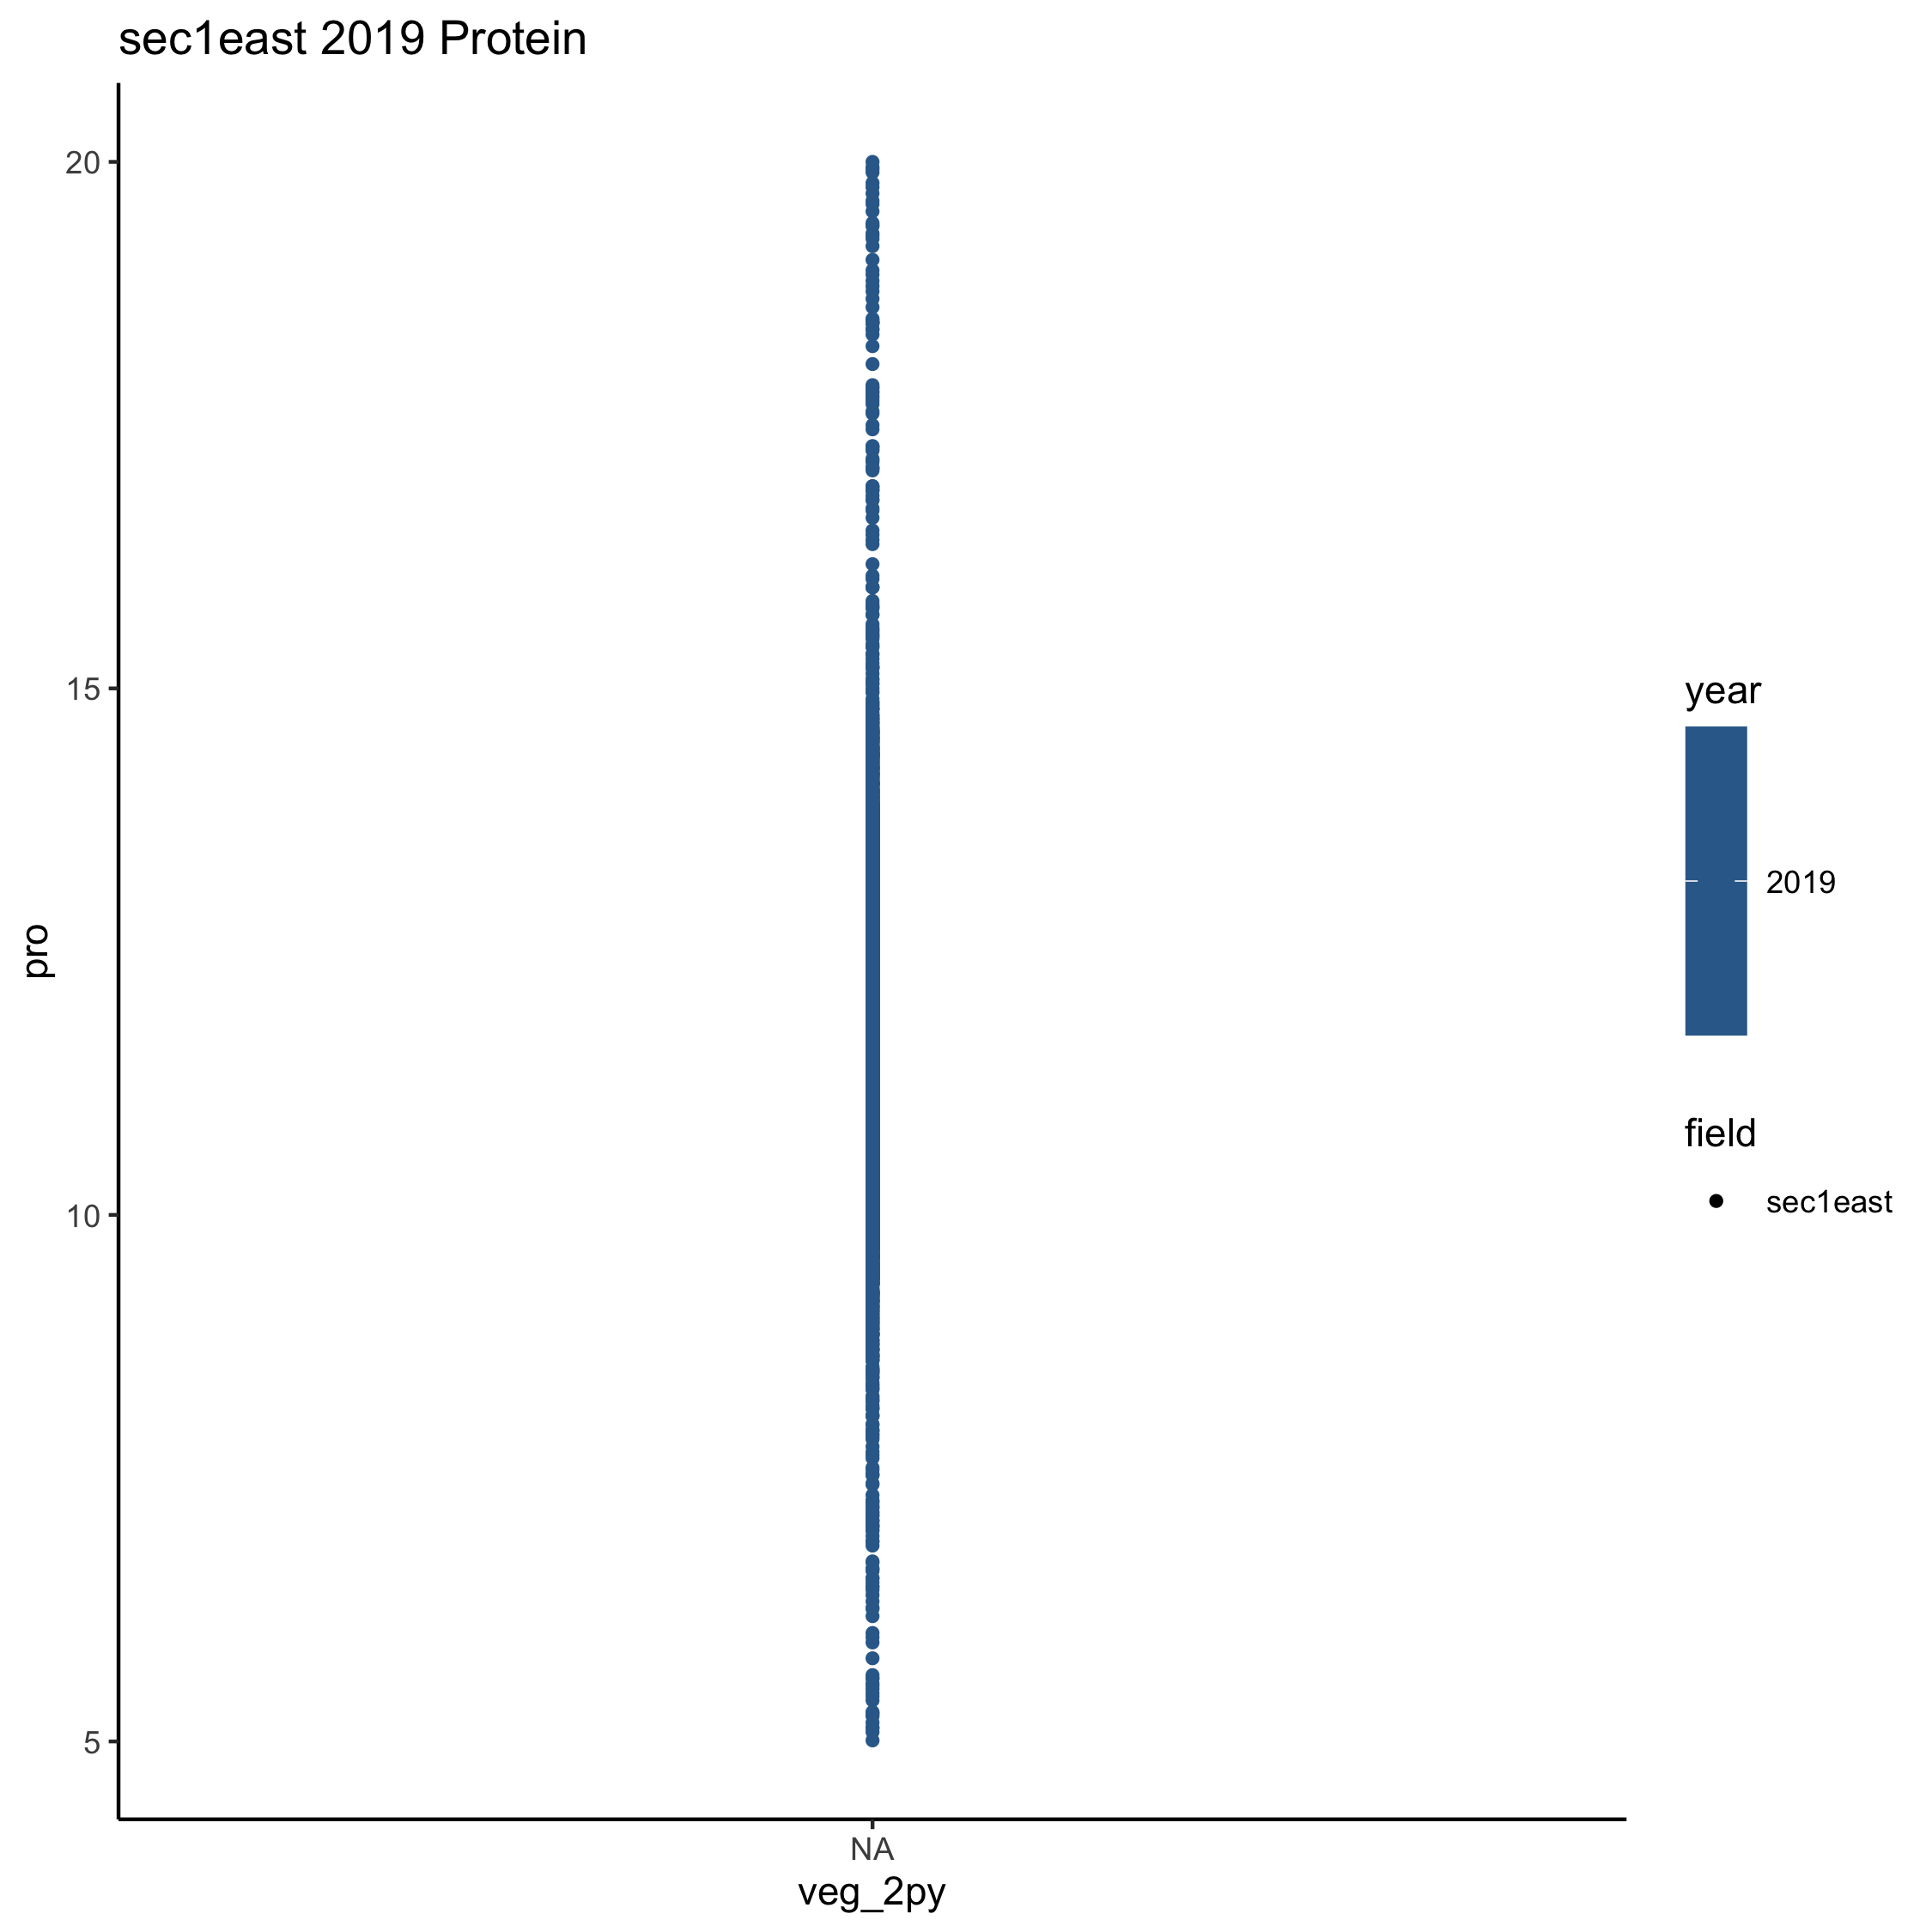 sec1east 2019 Protein
20
15
10
5
pro
NA
veg_2py
year
2019
field
sec1east